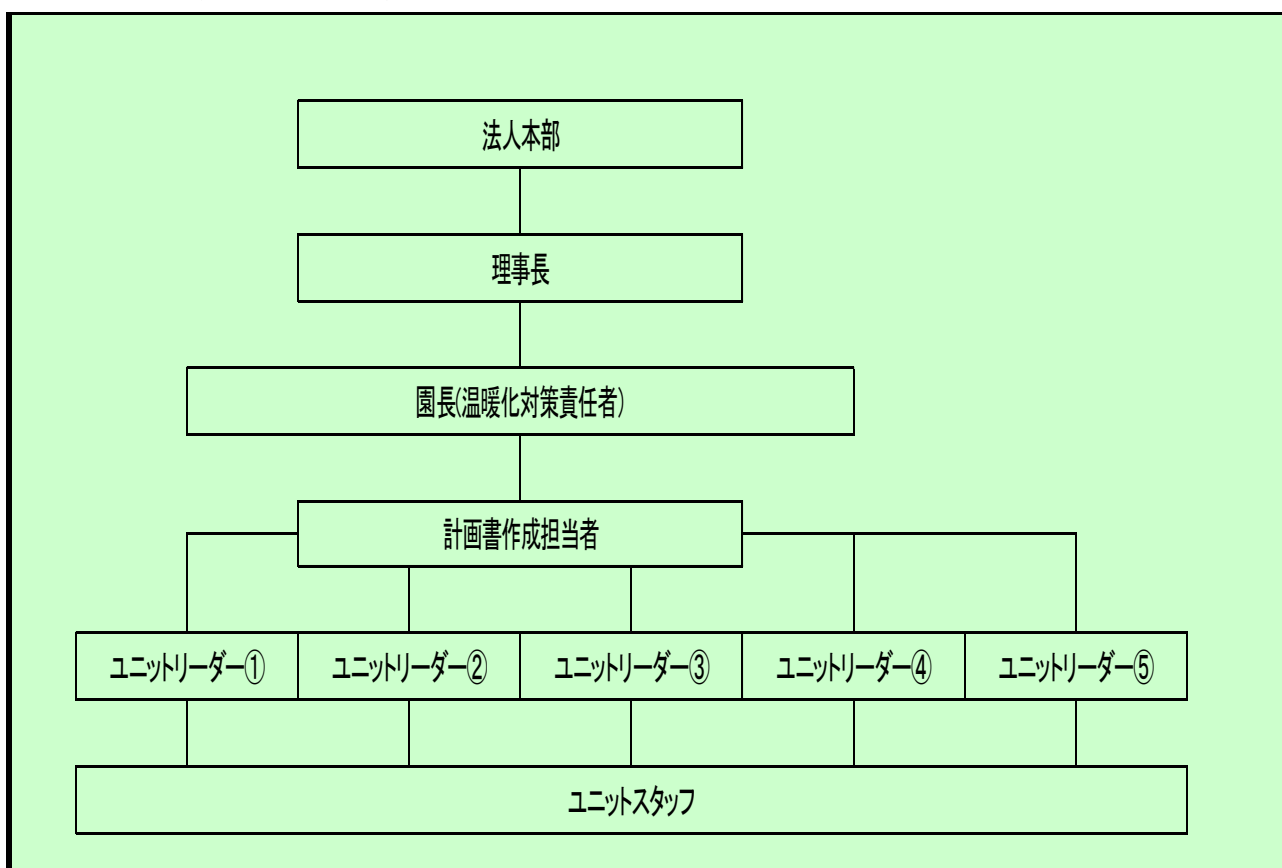 法人本部
理事長
園長(温暖化対策責任者)
計画書作成担当者
ユニットリーダー①
ユニットリーダー②
ユニットリーダー③
ユニットリーダー④
ユニットリーダー⑤
ユニットスタッフ